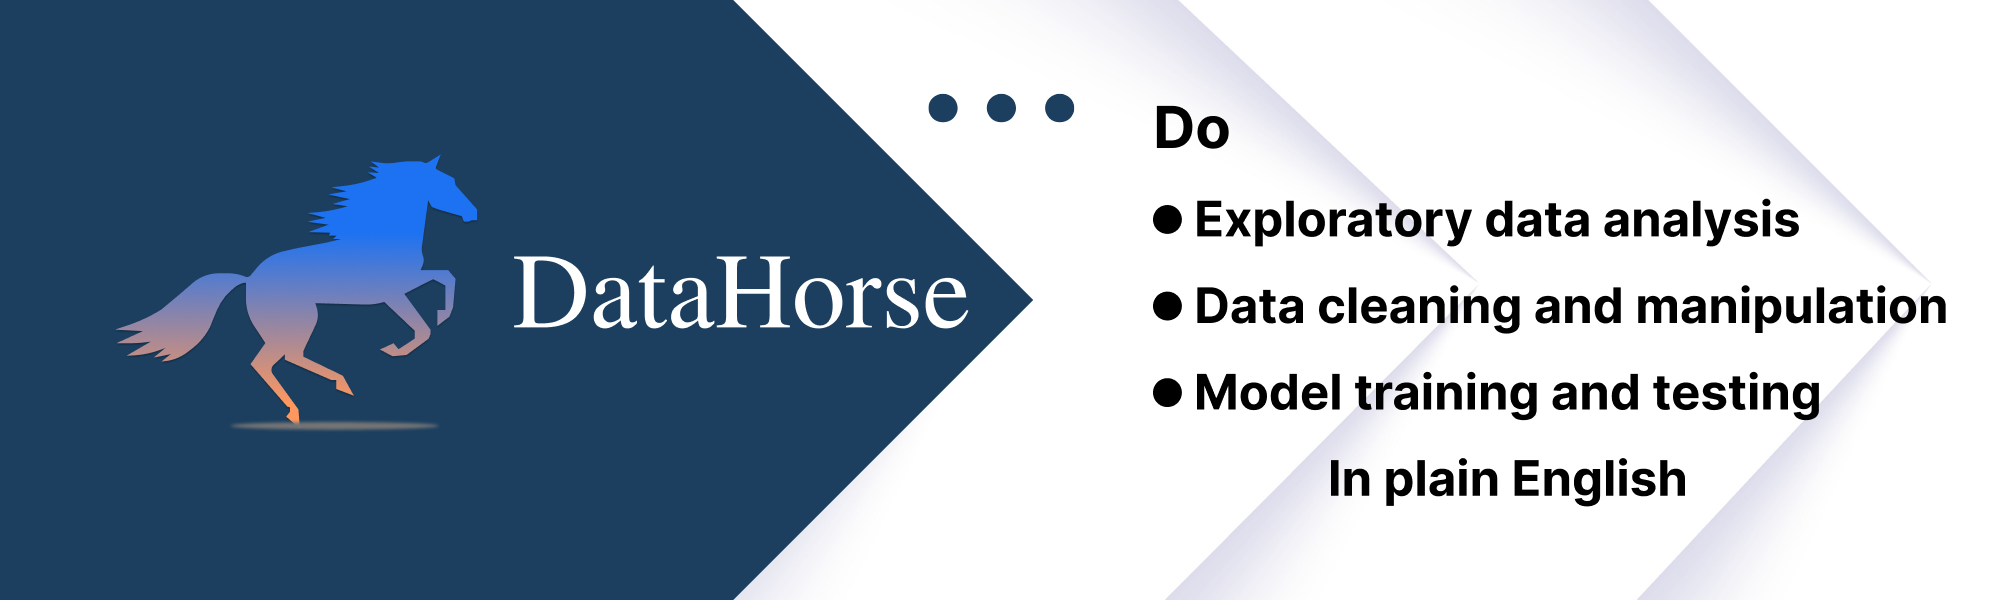 DataHorse
Do
● Exploratory data analysis
● Data cleaning and manipulation
● Model training and testing
In plain English